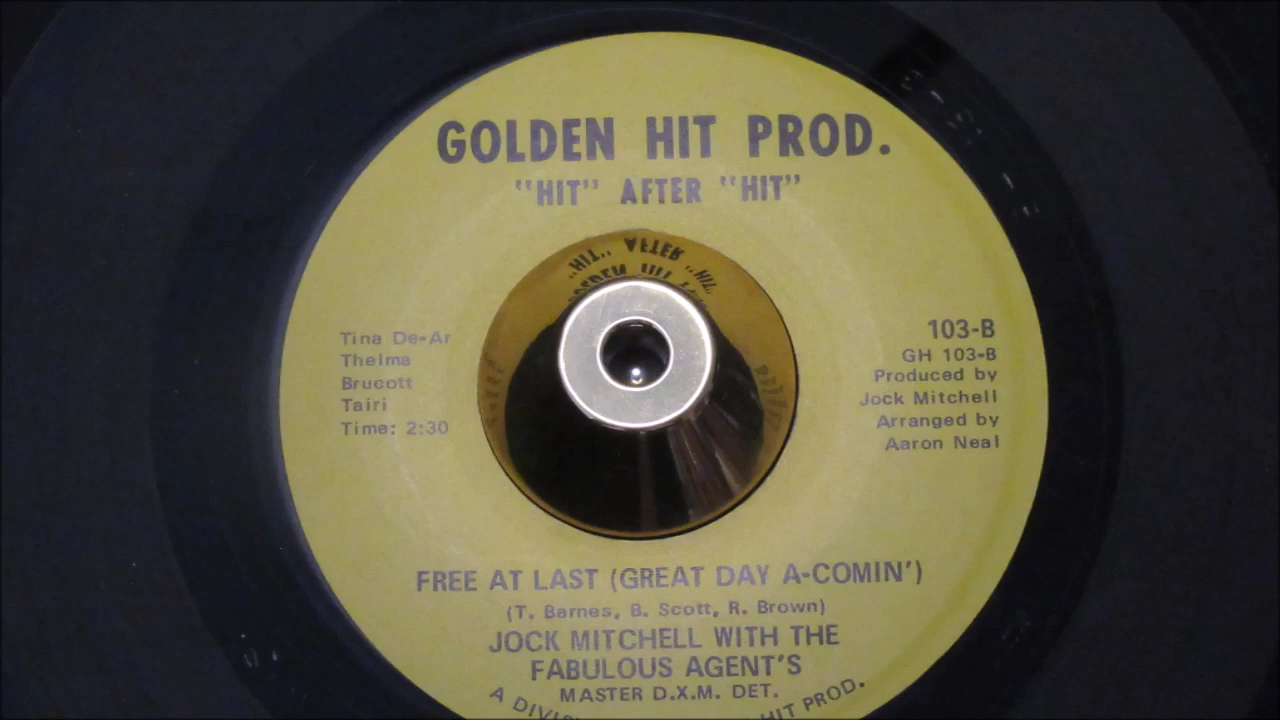 GOLDEN HIT PROD.
"HIT" AFTER "HIT"
Tina De-Ar
Thelma
Brucott
Tairi
Time: 2:30
103-B
GH 103-B
Produced by
Jock Mitchell
Arranged by
Aaron Neal
FREE AT LAST (GREAT DAY A-COMIN')
(T. Barnes, B. Scott, R. Brown)
JOCK MITCHELL WITH THE
FABULOUS AGENT'S
MASTER D.X.M. DET.
A HIT PROD.